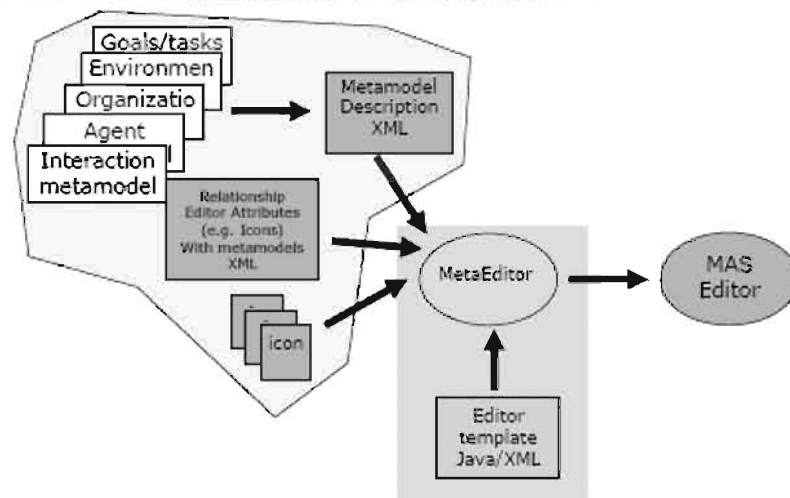 Goals/tasks
Environmen
Organizatio
Agent
Interaction
metamodel
Metamodel
Description
XML
Relationship
Editor Attributes
(e.g. Icons)
With metamodels
XML
icon
MetaEditor
MAS
Editor
Editor
template
Java/XML